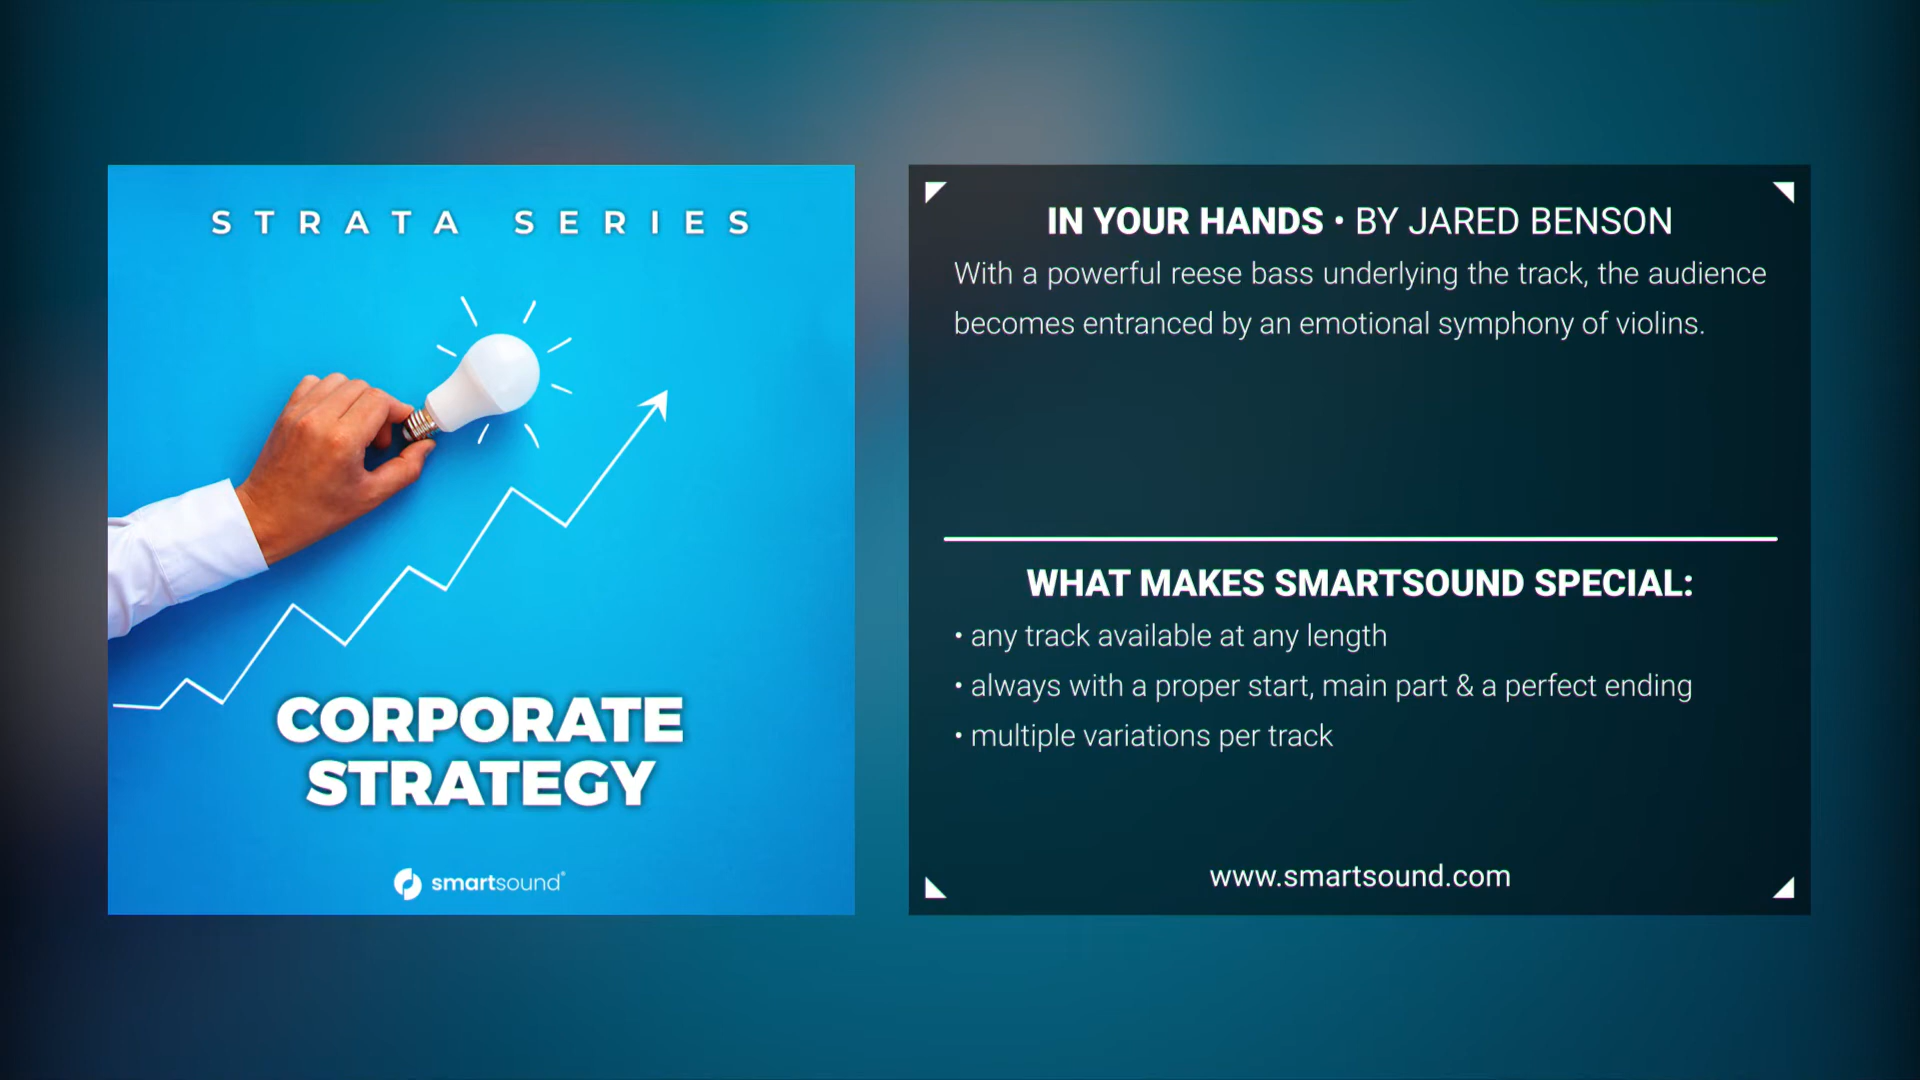 STRATA SERIES
CORPORATE
STRATEGY
smartsound®
IN YOUR HANDS • BY JARED BENSON
With a powerful reese bass underlying the track, the audience
becomes entranced by an emotional symphony of violins.
WHAT MAKES SMARTSOUND SPECIAL:
• any track available at any length
• always with a proper start, main part & a perfect ending
• multiple variations per track
www.smartsound.com